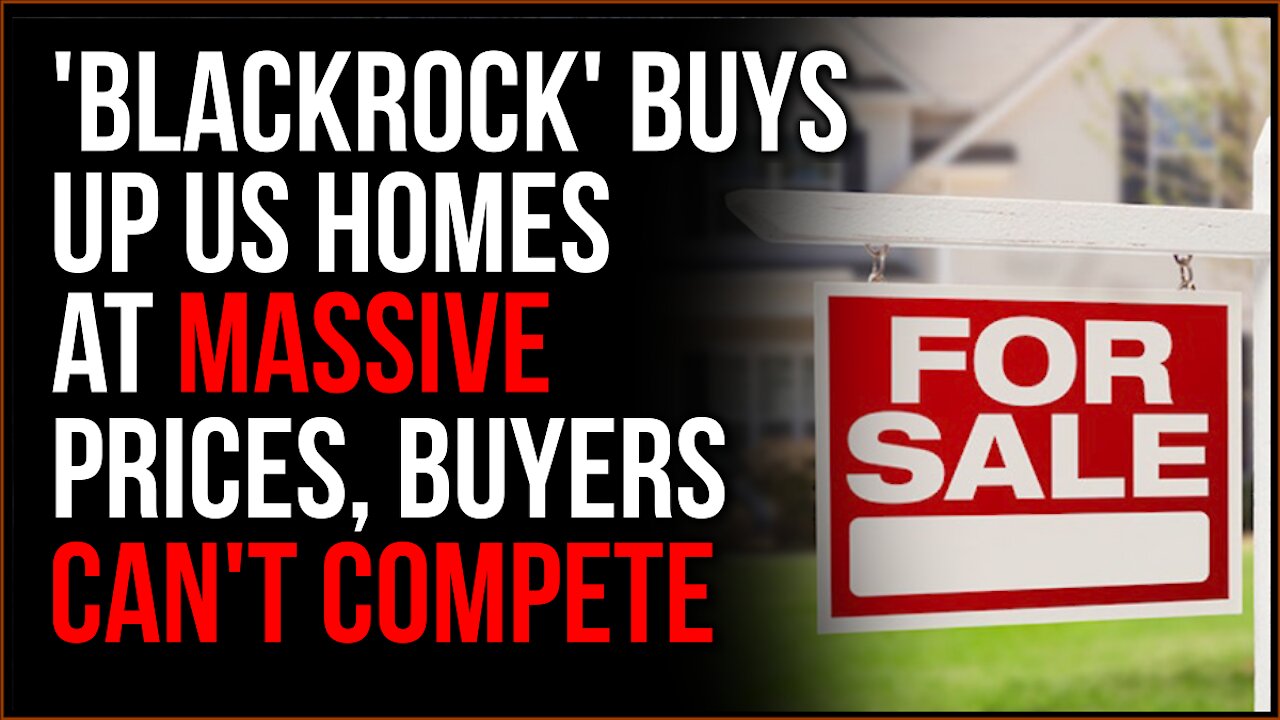 'BLACKROCK' BUYS
UP US HOMES
AT MASSIVE
PRICES, BUYERS
CAN'T COMPETE
FOR
SALE